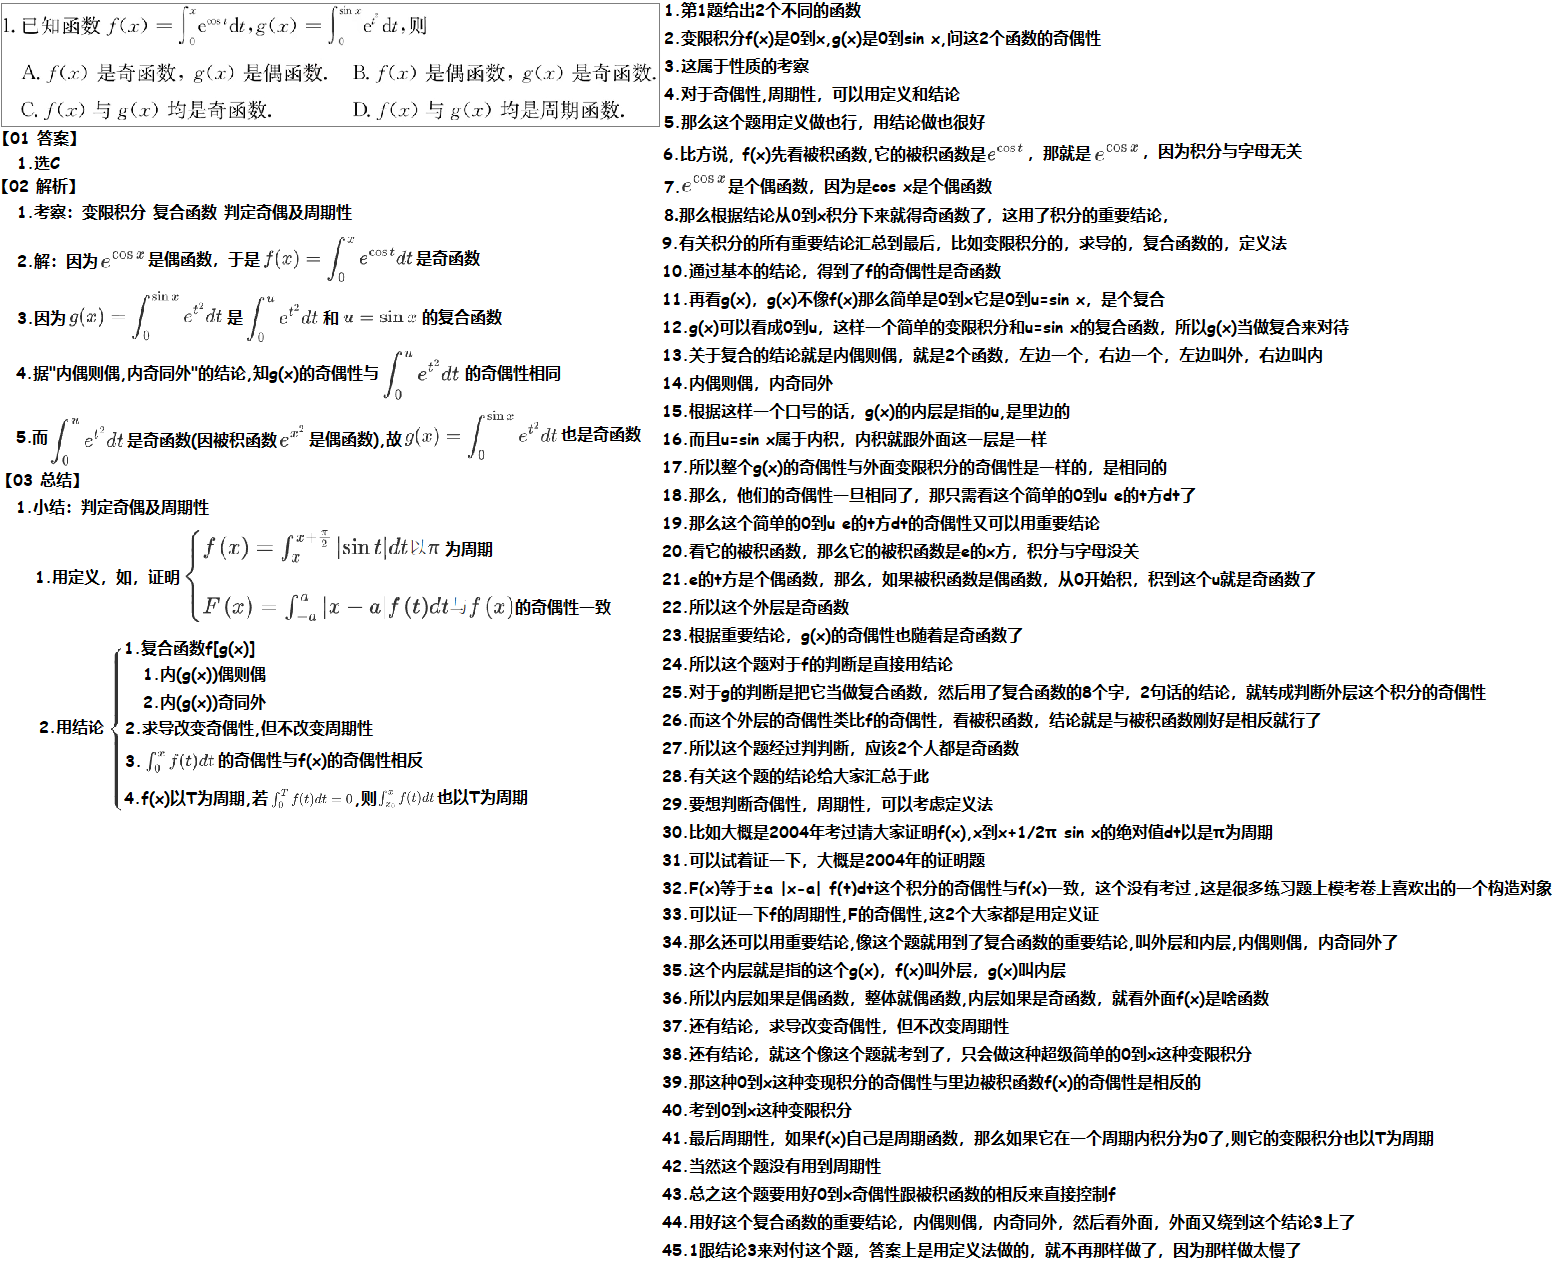 1. 已知函数 f(x) = ∫₀ˣ e^{cos t} dt, g(x) = ∫₀^{sin x} e^{t²} dt, 则
A. f(x) 是奇函数, g(x) 是偶函数. B. f(x) 是偶函数, g(x) 是奇函数.
C. f(x) 与 g(x) 均是奇函数. D. f(x) 与 g(x) 均是周期函数.
【01 答案】
1.选C
【02 解析】
1.考察：变限积分 复合函数 判定奇偶及周期性
2.解：因为 e^{cos x} 是偶函数，于是 f(x) = ∫₀ˣ e^{cos t}dt 是奇函数
3.因为 g(x) = ∫₀^{sin x} e^{t²}dt 是 ∫₀ᵘ e^{t²}dt 和 u = sin x 的复合函数
4.据"内偶则偶,内奇同外"的结论,知g(x)的奇偶性与 ∫₀ᵘ e^{t²}dt 的奇偶性相同
5.而 ∫₀ᵘ e^{t²}dt 是奇函数(因被积函数 e^{x²} 是偶函数),故 g(x) = ∫₀^{sin x} e^{t²}dt 也是奇函数
【03 总结】
1.小结：判定奇偶及周期性
1.用定义，如，证明
f(x) = ∫ₓ^{x+π/2} |sin t|dt以π 为周期
F(x) = ∫₋ₐᵃ |x − a|f(t)dt与f(x)的奇偶性一致
2.用结论
1.复合函数f[g(x)]
1.内(g(x))偶则偶
2.内(g(x))奇同外
2.求导改变奇偶性,但不改变周期性
3. ∫₀ˣ f(t)dt 的奇偶性与f(x)的奇偶性相反
4.f(x)以T为周期,若 ∫₀ᵀ f(t)dt = 0 ,则 ∫_{x₀}^x f(t)dt 也以T为周期
1.第1题给出2个不同的函数
2.变限积分f(x)是0到x,g(x)是0到sin x,问这2个函数的奇偶性
3.这属于性质的考察
4.对于奇偶性,周期性，可以用定义和结论
5.那么这个题用定义做也行，用结论做也很好
6.比方说，f(x)先看被积函数,它的被积函数是 e^{cos t} ，那就是 e^{cos x} ，因为积分与字母无关
7. e^{cos x} 是个偶函数，因为是cos x是个偶函数
8.那么根据结论从0到x积分下来就得奇函数了，这用了积分的重要结论，
9.有关积分的所有重要结论汇总到最后，比如变限积分的，求导的，复合函数的，定义法
10.通过基本的结论，得到了f的奇偶性是奇函数
11.再看g(x)，g(x)不像f(x)那么简单是0到x它是0到u=sin x，是个复合
12.g(x)可以看成0到u，这样一个简单的变限积分和u=sin x的复合函数，所以g(x)当做复合来对待
13.关于复合的结论就是内偶则偶，就是2个函数，左边一个，右边一个，左边叫外，右边叫内
14.内偶则偶，内奇同外
15.根据这样一个口号的话，g(x)的内层是指的u,是里边的
16.而且u=sin x属于内积，内积就跟外面这一层是一样
17.所以整个g(x)的奇偶性与外面变限积分的奇偶性是一样的，是相同的
18.那么，他们的奇偶性一旦相同了，那只需看这个简单的0到u e的t方dt了
19.那么这个简单的0到u e的t方dt的奇偶性又可以用重要结论
20.看它的被积函数，那么它的被积函数是e的x方，积分与字母没关
21.e的t方是个偶函数，那么，如果被积函数是偶函数，从0开始积，积到这个u就是奇函数了
22.所以这个外层是奇函数
23.根据重要结论，g(x)的奇偶性也随着是奇函数了
24.所以这个题对于f的判断是直接用结论
25.对于g的判断是把它当做复合函数，然后用了复合函数的8个字，2句话的结论，就转成判断外层这个积分的奇偶性
26.而这个外层的奇偶性类比f的奇偶性，看被积函数，结论就是与被积函数刚好是相反就行了
27.所以这个题经过判判断，应该2个人都是奇函数
28.有关这个题的结论给大家汇总于此
29.要想判断奇偶性，周期性，可以考虑定义法
30.比如大概是2004年考过请大家证明f(x),x到x+1/2π sin x的绝对值dt以是π为周期
31.可以试着证一下，大概是2004年的证明题
32.F(x)等于±a |x-a| f(t)dt这个积分的奇偶性与f(x)一致，这个没有考过,这是很多练习题上模考卷上喜欢出的一个构造对象
33.可以证一下f的周期性,F的奇偶性,这2个大家都是用定义证
34.那么还可以用重要结论,像这个题就用到了复合函数的重要结论,叫外层和内层,内偶则偶，内奇同外了
35.这个内层就是指的这个g(x)，f(x)叫外层，g(x)叫内层
36.所以内层如果是偶函数，整体就偶函数,内层如果是奇函数，就看外面f(x)是啥函数
37.还有结论，求导改变奇偶性，但不改变周期性
38.还有结论，就这个像这个题就考到了，只会做这种超级简单的0到x这种变限积分
39.那这种0到x这种变现积分的奇偶性与里边被积函数f(x)的奇偶性是相反的
40.考到0到x这种变限积分
41.最后周期性，如果f(x)自己是周期函数，那么如果它在一个周期内积分为0了,则它的变限积分也以T为周期
42.当然这个题没有用到周期性
43.总之这个题要用好0到x奇偶性跟被积函数的相反来直接控制f
44.用好这个复合函数的重要结论，内偶则偶，内奇同外，然后看外面，外面又绕到这个结论3上了
45.1跟结论3来对付这个题，答案上是用定义法做的，就不再那样做了，因为那样做太慢了